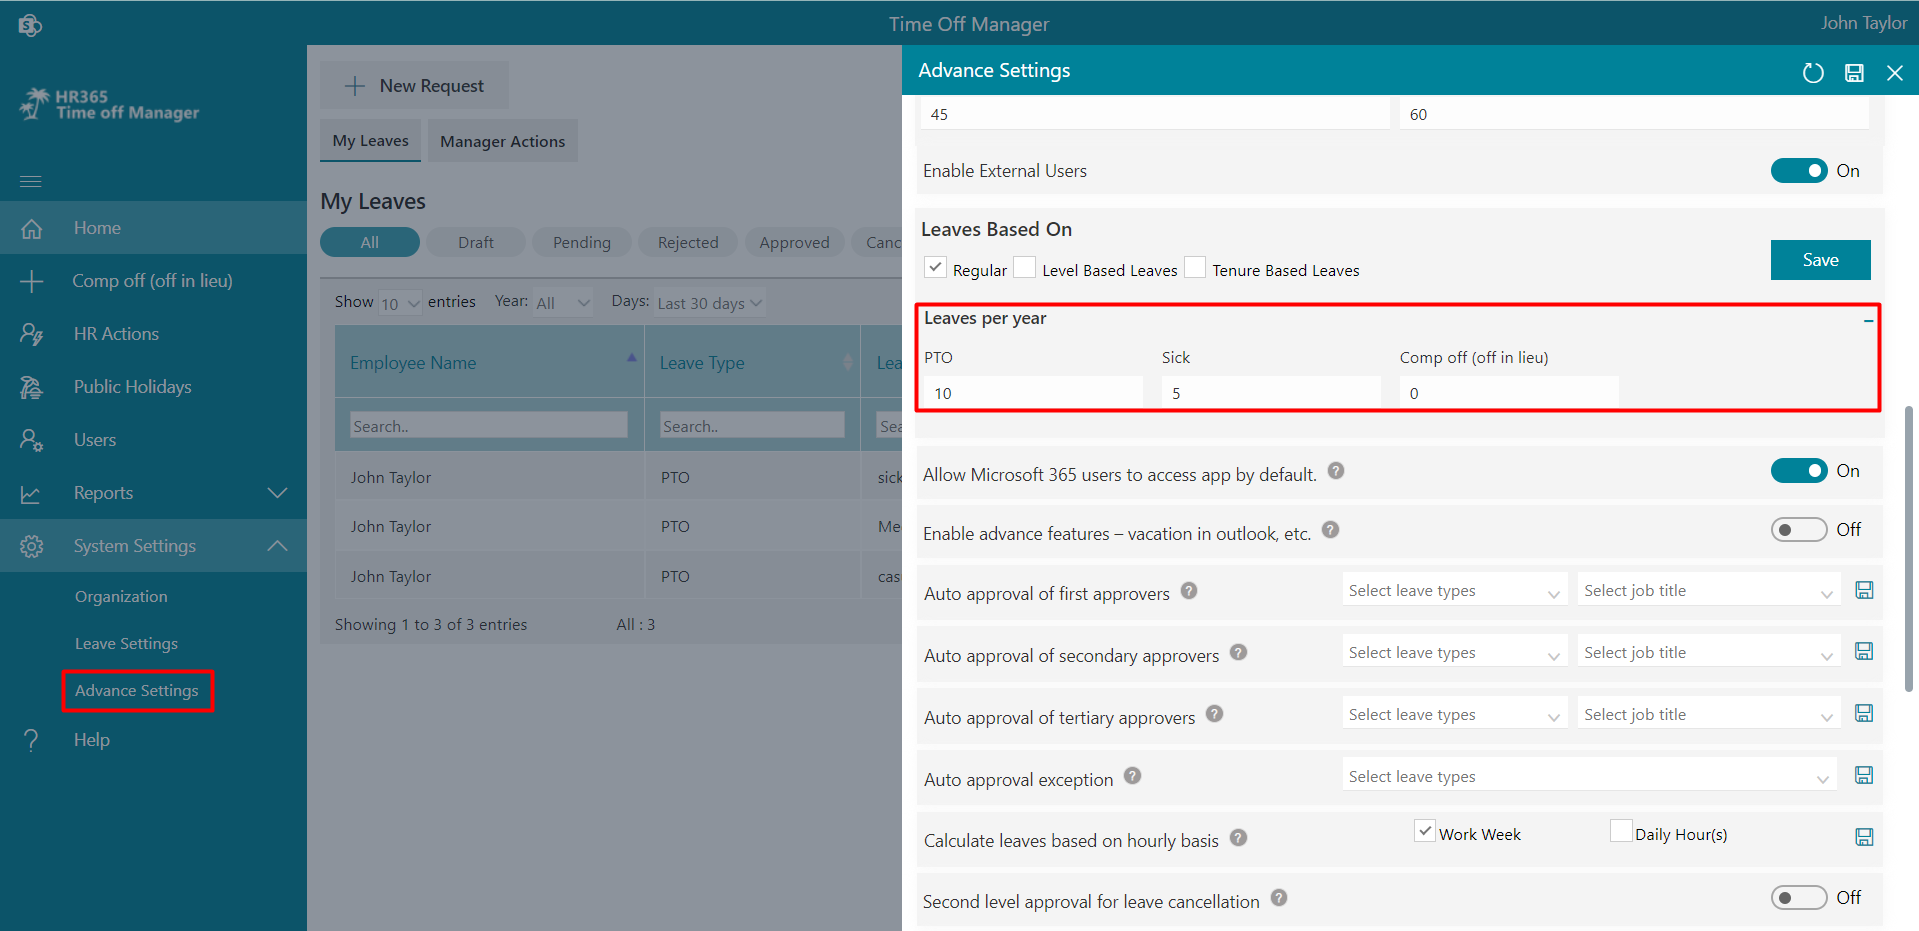 Time Off Manager
John Taylor
HR365
Time off Manager
Home
Comp off (off in lieu)
HR Actions
Public Holidays
Users
Reports
System Settings
Organization
Leave Settings
Advance Settings
Help
New Request
My Leaves
Manager Actions
My Leaves
All
Draft
Pending
Rejected
Approved
Canc
Show 10 entries Year: All Days: Last 30 days
Employee Name
Leave Type
Lea
Search..
Search..
Sea
John Taylor PTO sick
John Taylor PTO Me
John Taylor PTO cas
Showing 1 to 3 of 3 entries All : 3
Advance Settings
45
60
Enable External Users
On
Leaves Based On
Regular Level Based Leaves Tenure Based Leaves
Save
Leaves per year
PTO
Sick
Comp off (off in lieu)
10
5
0
Allow Microsoft 365 users to access app by default. ?
On
Enable advance features – vacation in outlook, etc. ?
Off
Auto approval of first approvers ?
Select leave types
Select job title
Auto approval of secondary approvers ?
Select leave types
Select job title
Auto approval of tertiary approvers ?
Select leave types
Select job title
Auto approval exception ?
Select leave types
Calculate leaves based on hourly basis ?
Work Week
Daily Hour(s)
Second level approval for leave cancellation ?
Off